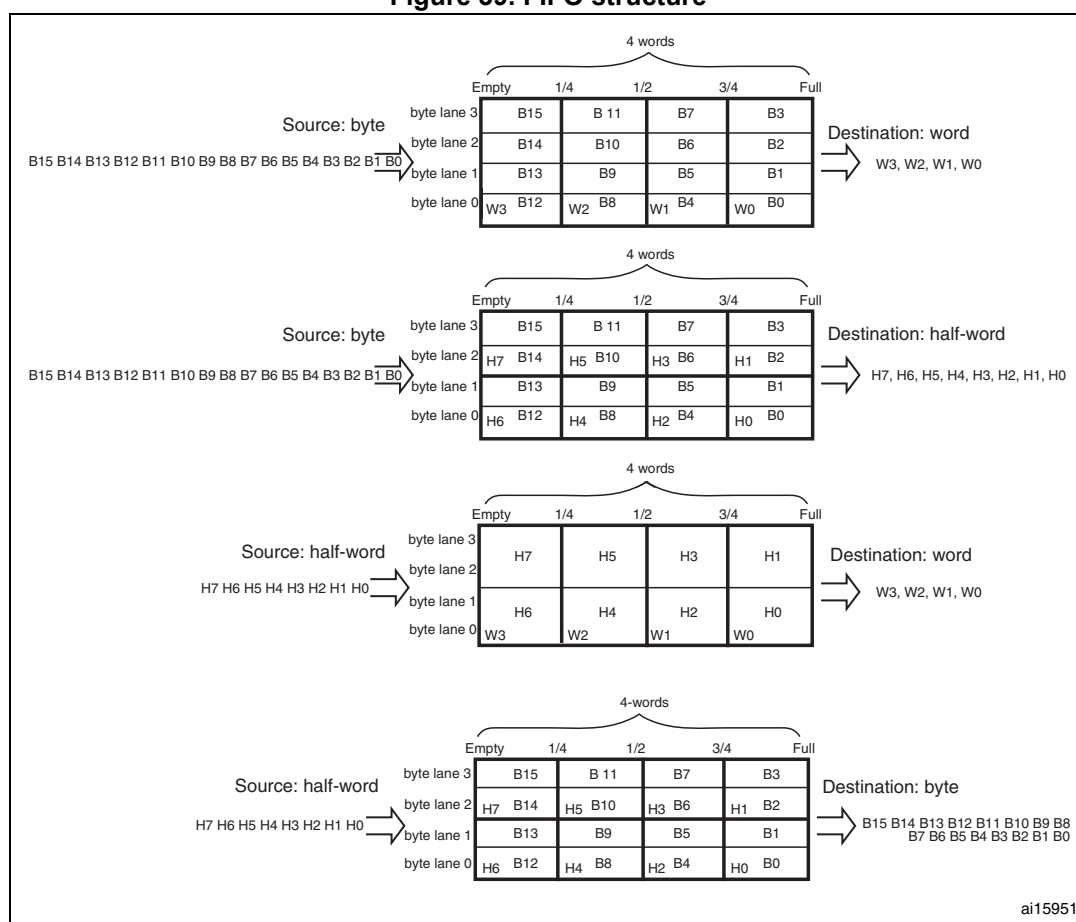 4 words
Empty 1/4 1/2 3/4 Full
byte lane 3 B15 B 11 B7 B3
Source: byte
byte lane 2 B14 B10 B6 B2
Destination: word
B15 B14 B13 B12 B11 B10 B9 B8 B7 B6 B5 B4 B3 B2 B1 B0
byte lane 1 B13 B9 B5 B1
W3, W2, W1, W0
byte lane 0 W3 B12 W2 B8 W1 B4 W0 B0
4 words
Empty 1/4 1/2 3/4 Full
byte lane 3 B15 B 11 B7 B3
Source: byte
Destination: half-word
byte lane 2 H7 B14 H5 B10 H3 B6 H1 B2
B15 B14 B13 B12 B11 B10 B9 B8 B7 B6 B5 B4 B3 B2 B1 B0
H7, H6, H5, H4, H3, H2, H1, H0
byte lane 1 B13 B9 B5 B1
byte lane 0 H6 B12 H4 B8 H2 B4 H0 B0
4 words
Empty 1/4 1/2 3/4 Full
byte lane 3
Source: half-word
H7 H5 H3 H1
Destination: word
byte lane 2
H7 H6 H5 H4 H3 H2 H1 H0
W3, W2, W1, W0
byte lane 1
H6 H4 H2 H0
byte lane 0 W3 W2 W1 W0
4-words
Empty 1/4 1/2 3/4 Full
byte lane 3 B15 B 11 B7 B3
Source: half-word
Destination: byte
byte lane 2 H7 B14 H5 B10 H3 B6 H1 B2
H7 H6 H5 H4 H3 H2 H1 H0
B15 B14 B13 B12 B11 B10 B9 B8
byte lane 1 B13 B9 B5 B1
B7 B6 B5 B4 B3 B2 B1 B0
byte lane 0 H6 B12 H4 B8 H2 B4 H0 B0
ai15951